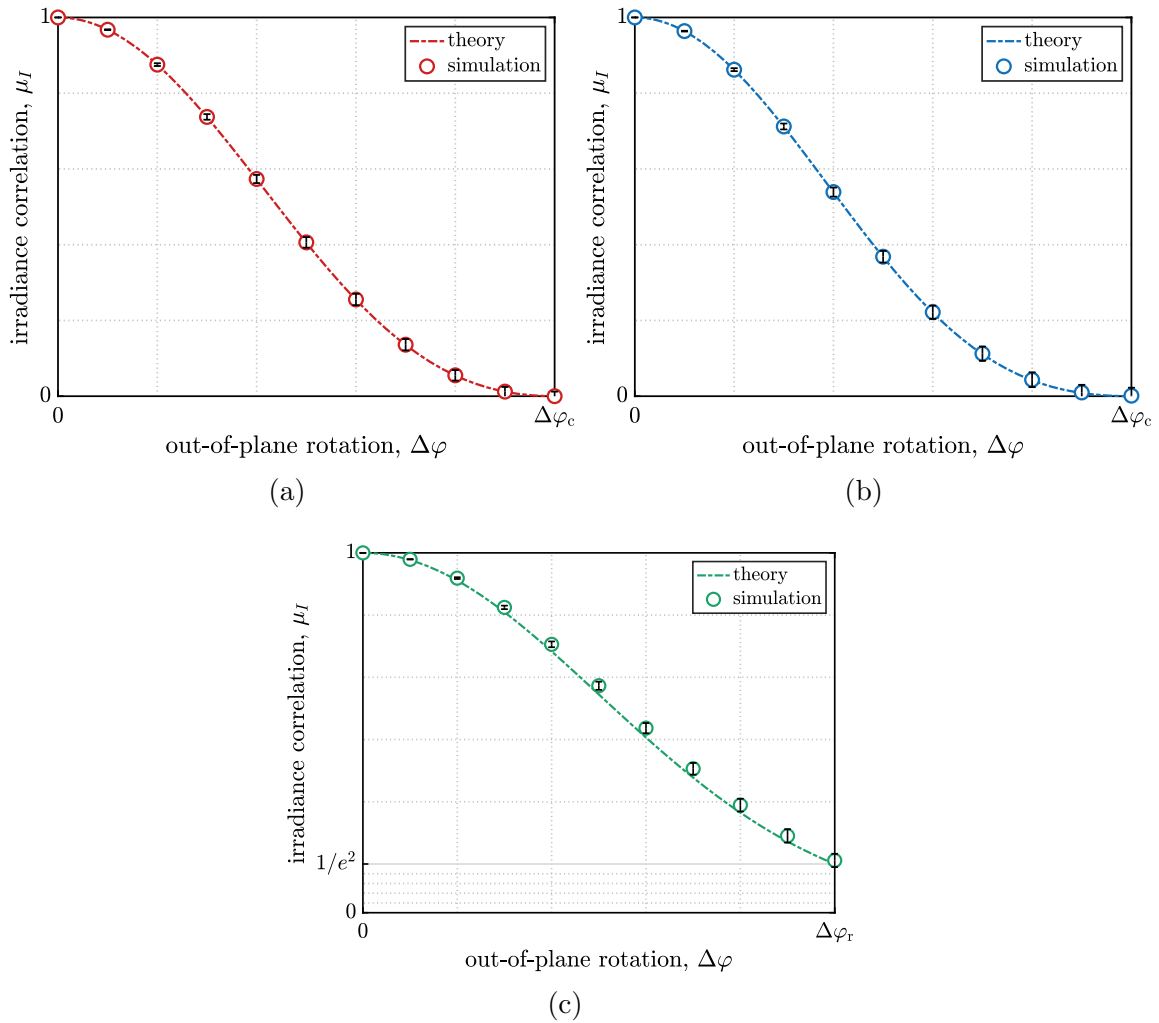 1
theory
simulation
irradiance correlation, μ_I
0
0
Δφ_c
out-of-plane rotation, Δφ
(a)
1
theory
simulation
irradiance correlation, μ_I
0
0
Δφ_c
out-of-plane rotation, Δφ
(b)
1
theory
simulation
irradiance correlation, μ_I
1/e²
0
0
Δφ_r
out-of-plane rotation, Δφ
(c)